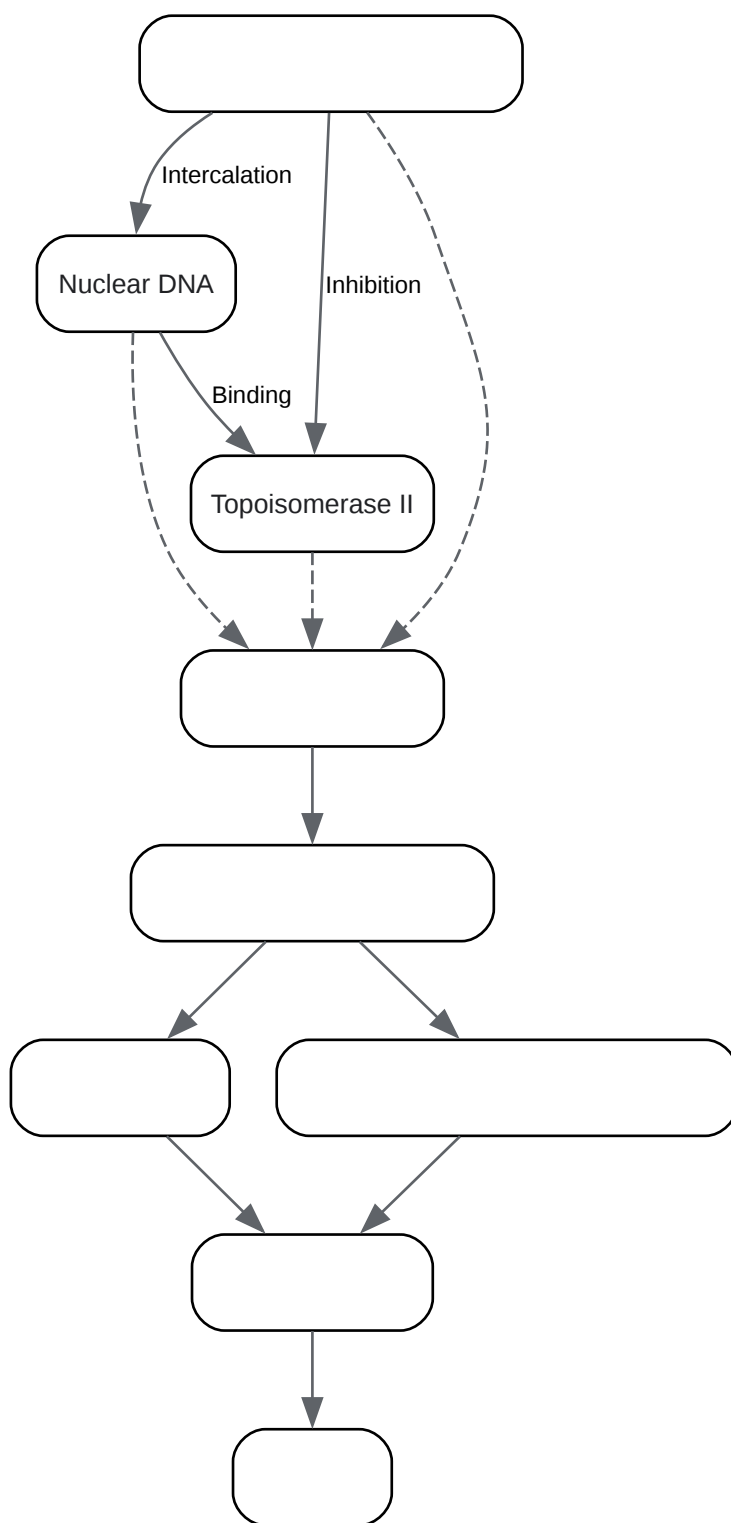 Intercalation
Nuclear DNA
Inhibition
Binding
Topoisomerase II